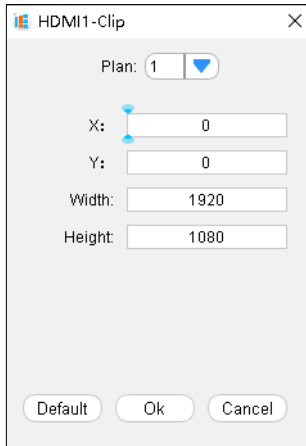 HDMI1-Clip
Plan: 1
X: 0
Y: 0
Width: 1920
Height: 1080
Default Ok Cancel